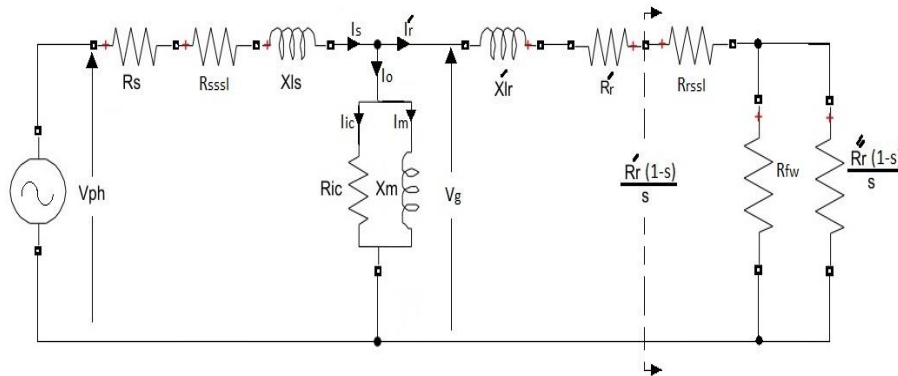 Is
I'r
Rs
Rsssl
Xls
Io
X'lr
R'r
Rrssl
Iic
Im
Vph
Ric
Xm
Vg
R'r (1-s)
s
Rfw
R''r (1-s)
s